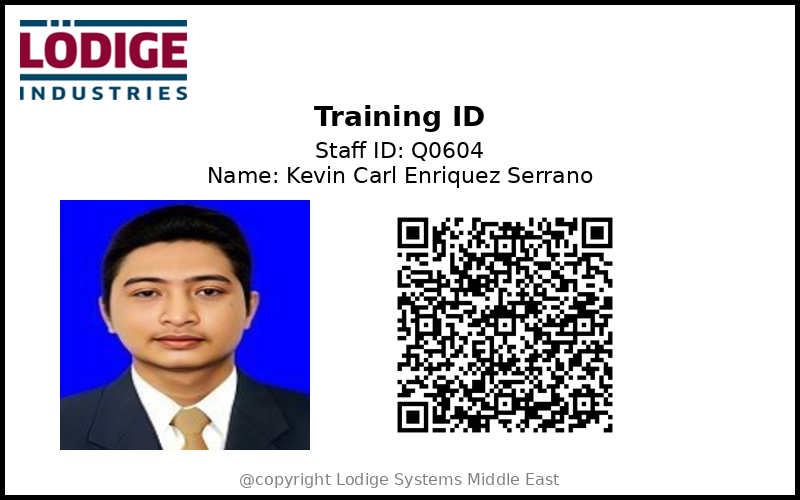 LÖDIGE
INDUSTRIES
Training ID
Staff ID: Q0604
Name: Kevin Carl Enriquez Serrano
@copyright Lodige Systems Middle East